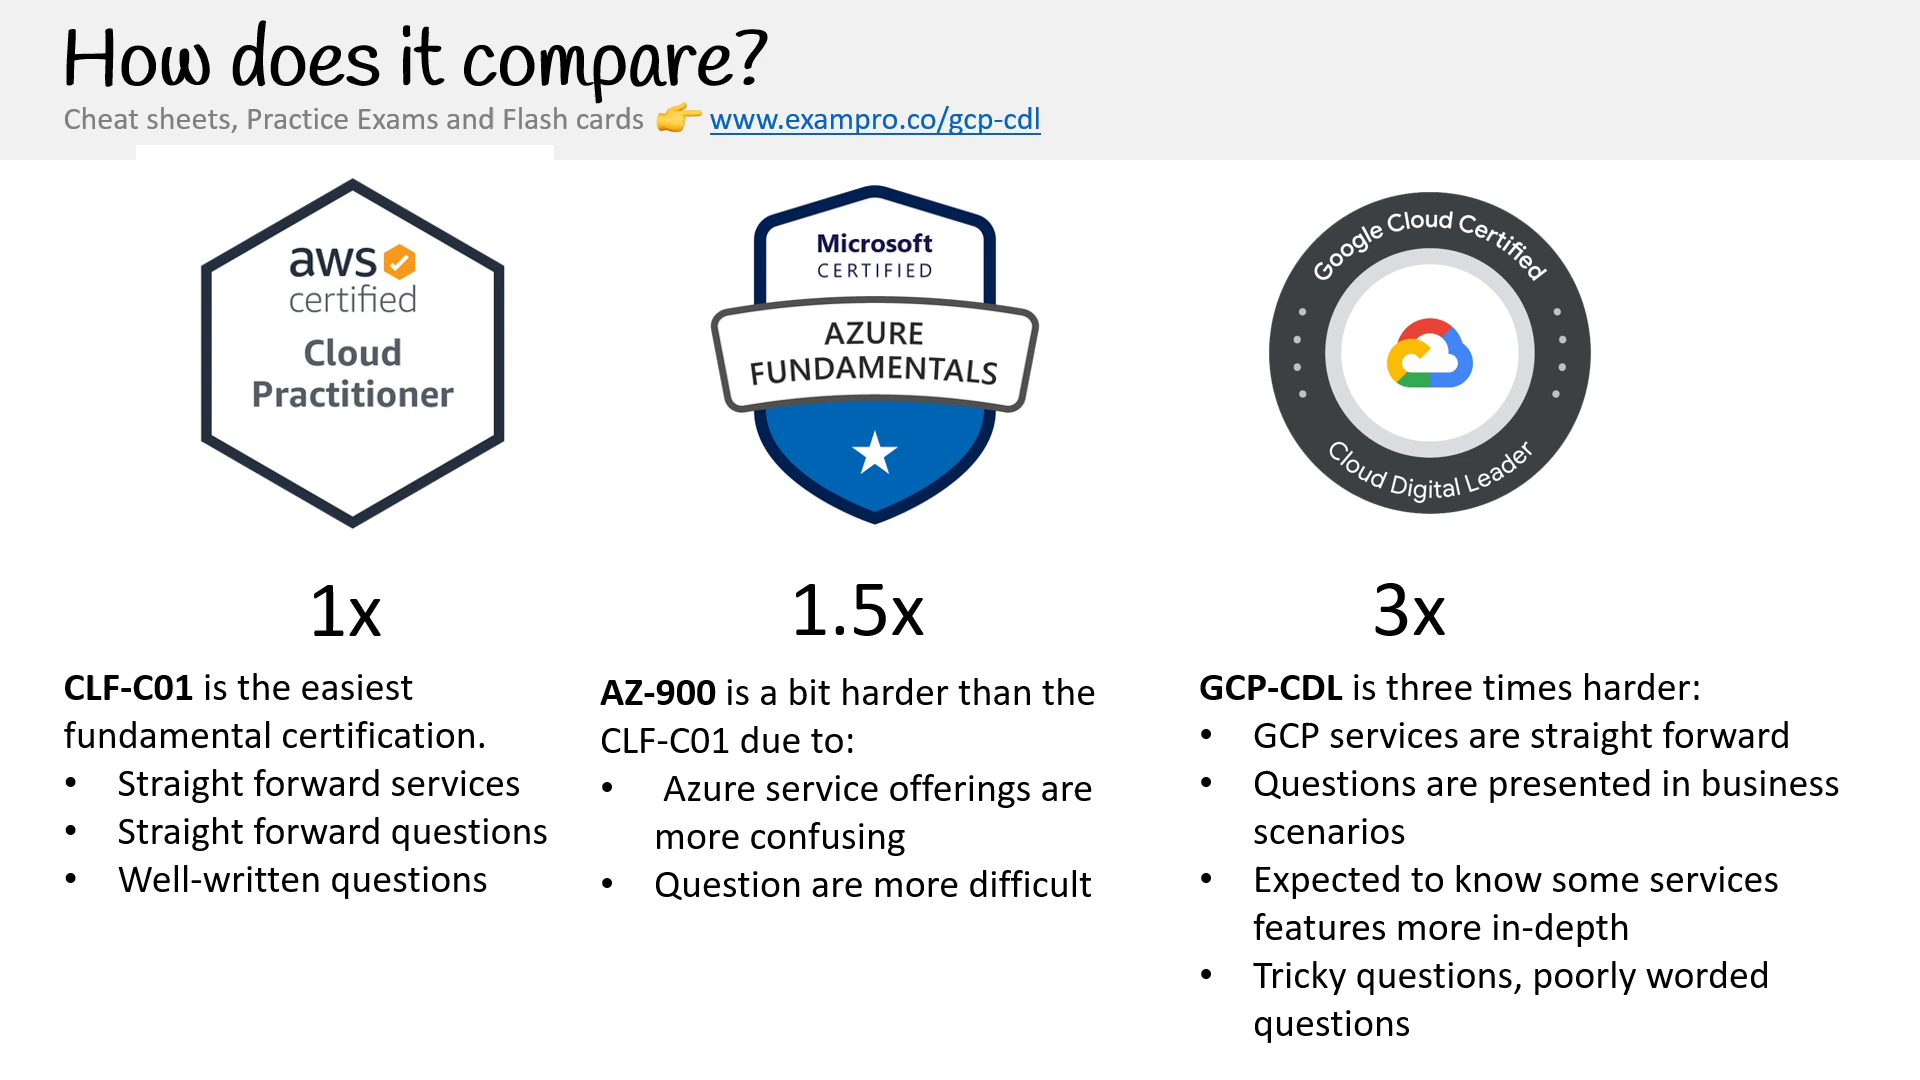 How does it compare?
Cheat sheets, Practice Exams and Flash cards 👉 www.exampro.co/gcp-cdl
aws
certified
Cloud
Practitioner
Microsoft
CERTIFIED
AZURE
FUNDAMENTALS
Google Cloud Certified
Cloud Digital Leader
1x
CLF-C01 is the easiest
fundamental certification.
• Straight forward services
• Straight forward questions
• Well-written questions
1.5x
AZ-900 is a bit harder than the
CLF-C01 due to:
• Azure service offerings are
more confusing
• Question are more difficult
3x
GCP-CDL is three times harder:
• GCP services are straight forward
• Questions are presented in business
scenarios
• Expected to know some services
features more in-depth
• Tricky questions, poorly worded
questions